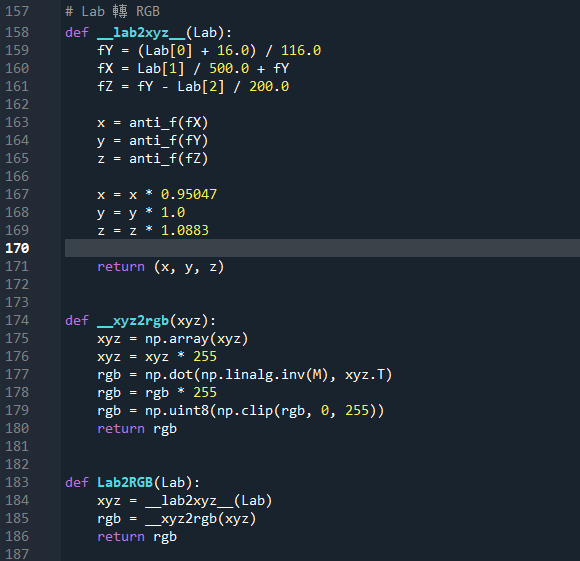 157 # Lab 轉 RGB
158 def __lab2xyz__(Lab):
159     fY = (Lab[0] + 16.0) / 116.0
160     fX = Lab[1] / 500.0 + fY
161     fZ = fY - Lab[2] / 200.0
162
163     x = anti_f(fX)
164     y = anti_f(fY)
165     z = anti_f(fZ)
166
167     x = x * 0.95047
168     y = y * 1.0
169     z = z * 1.0883
170
171     return (x, y, z)
172
173
174 def __xyz2rgb(xyz):
175     xyz = np.array(xyz)
176     xyz = xyz * 255
177     rgb = np.dot(np.linalg.inv(M), xyz.T)
178     rgb = rgb * 255
179     rgb = np.uint8(np.clip(rgb, 0, 255))
180     return rgb
181
182
183 def Lab2RGB(Lab):
184     xyz = __lab2xyz__(Lab)
185     rgb = __xyz2rgb(xyz)
186     return rgb
187